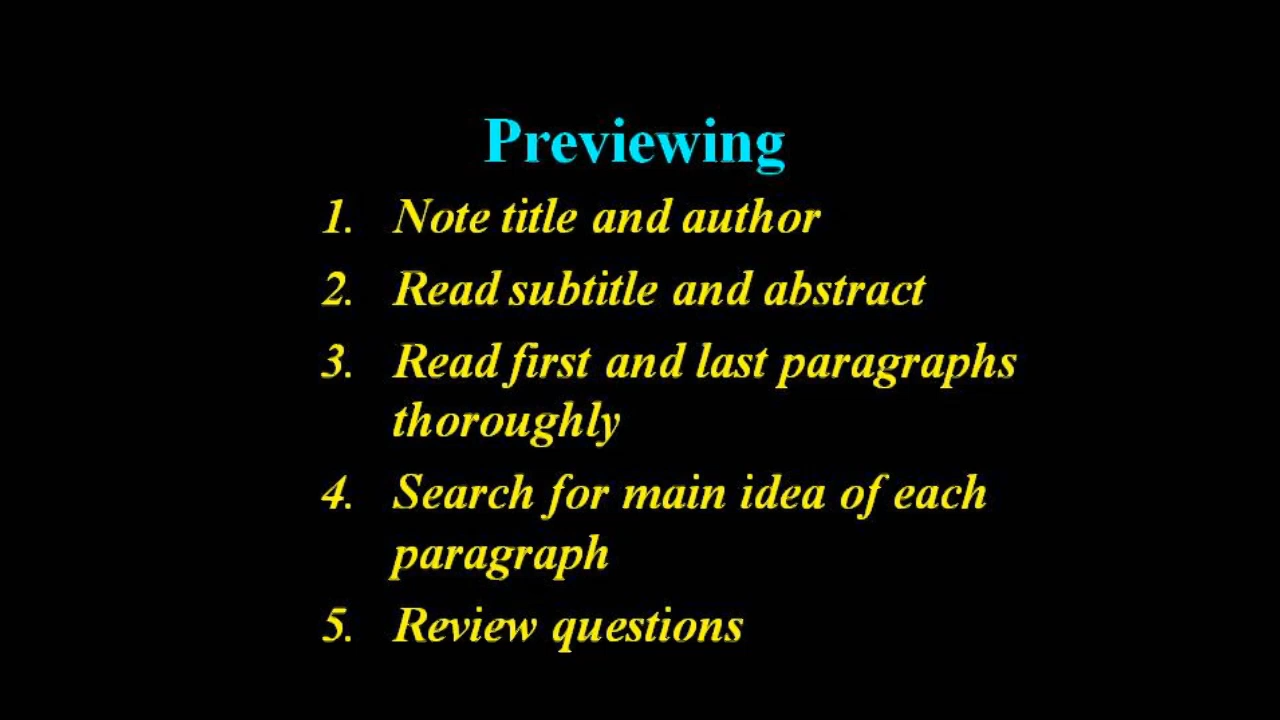 Previewing
1. Note title and author
2. Read subtitle and abstract
3. Read first and last paragraphs
thoroughly
4. Search for main idea of each
paragraph
5. Review questions